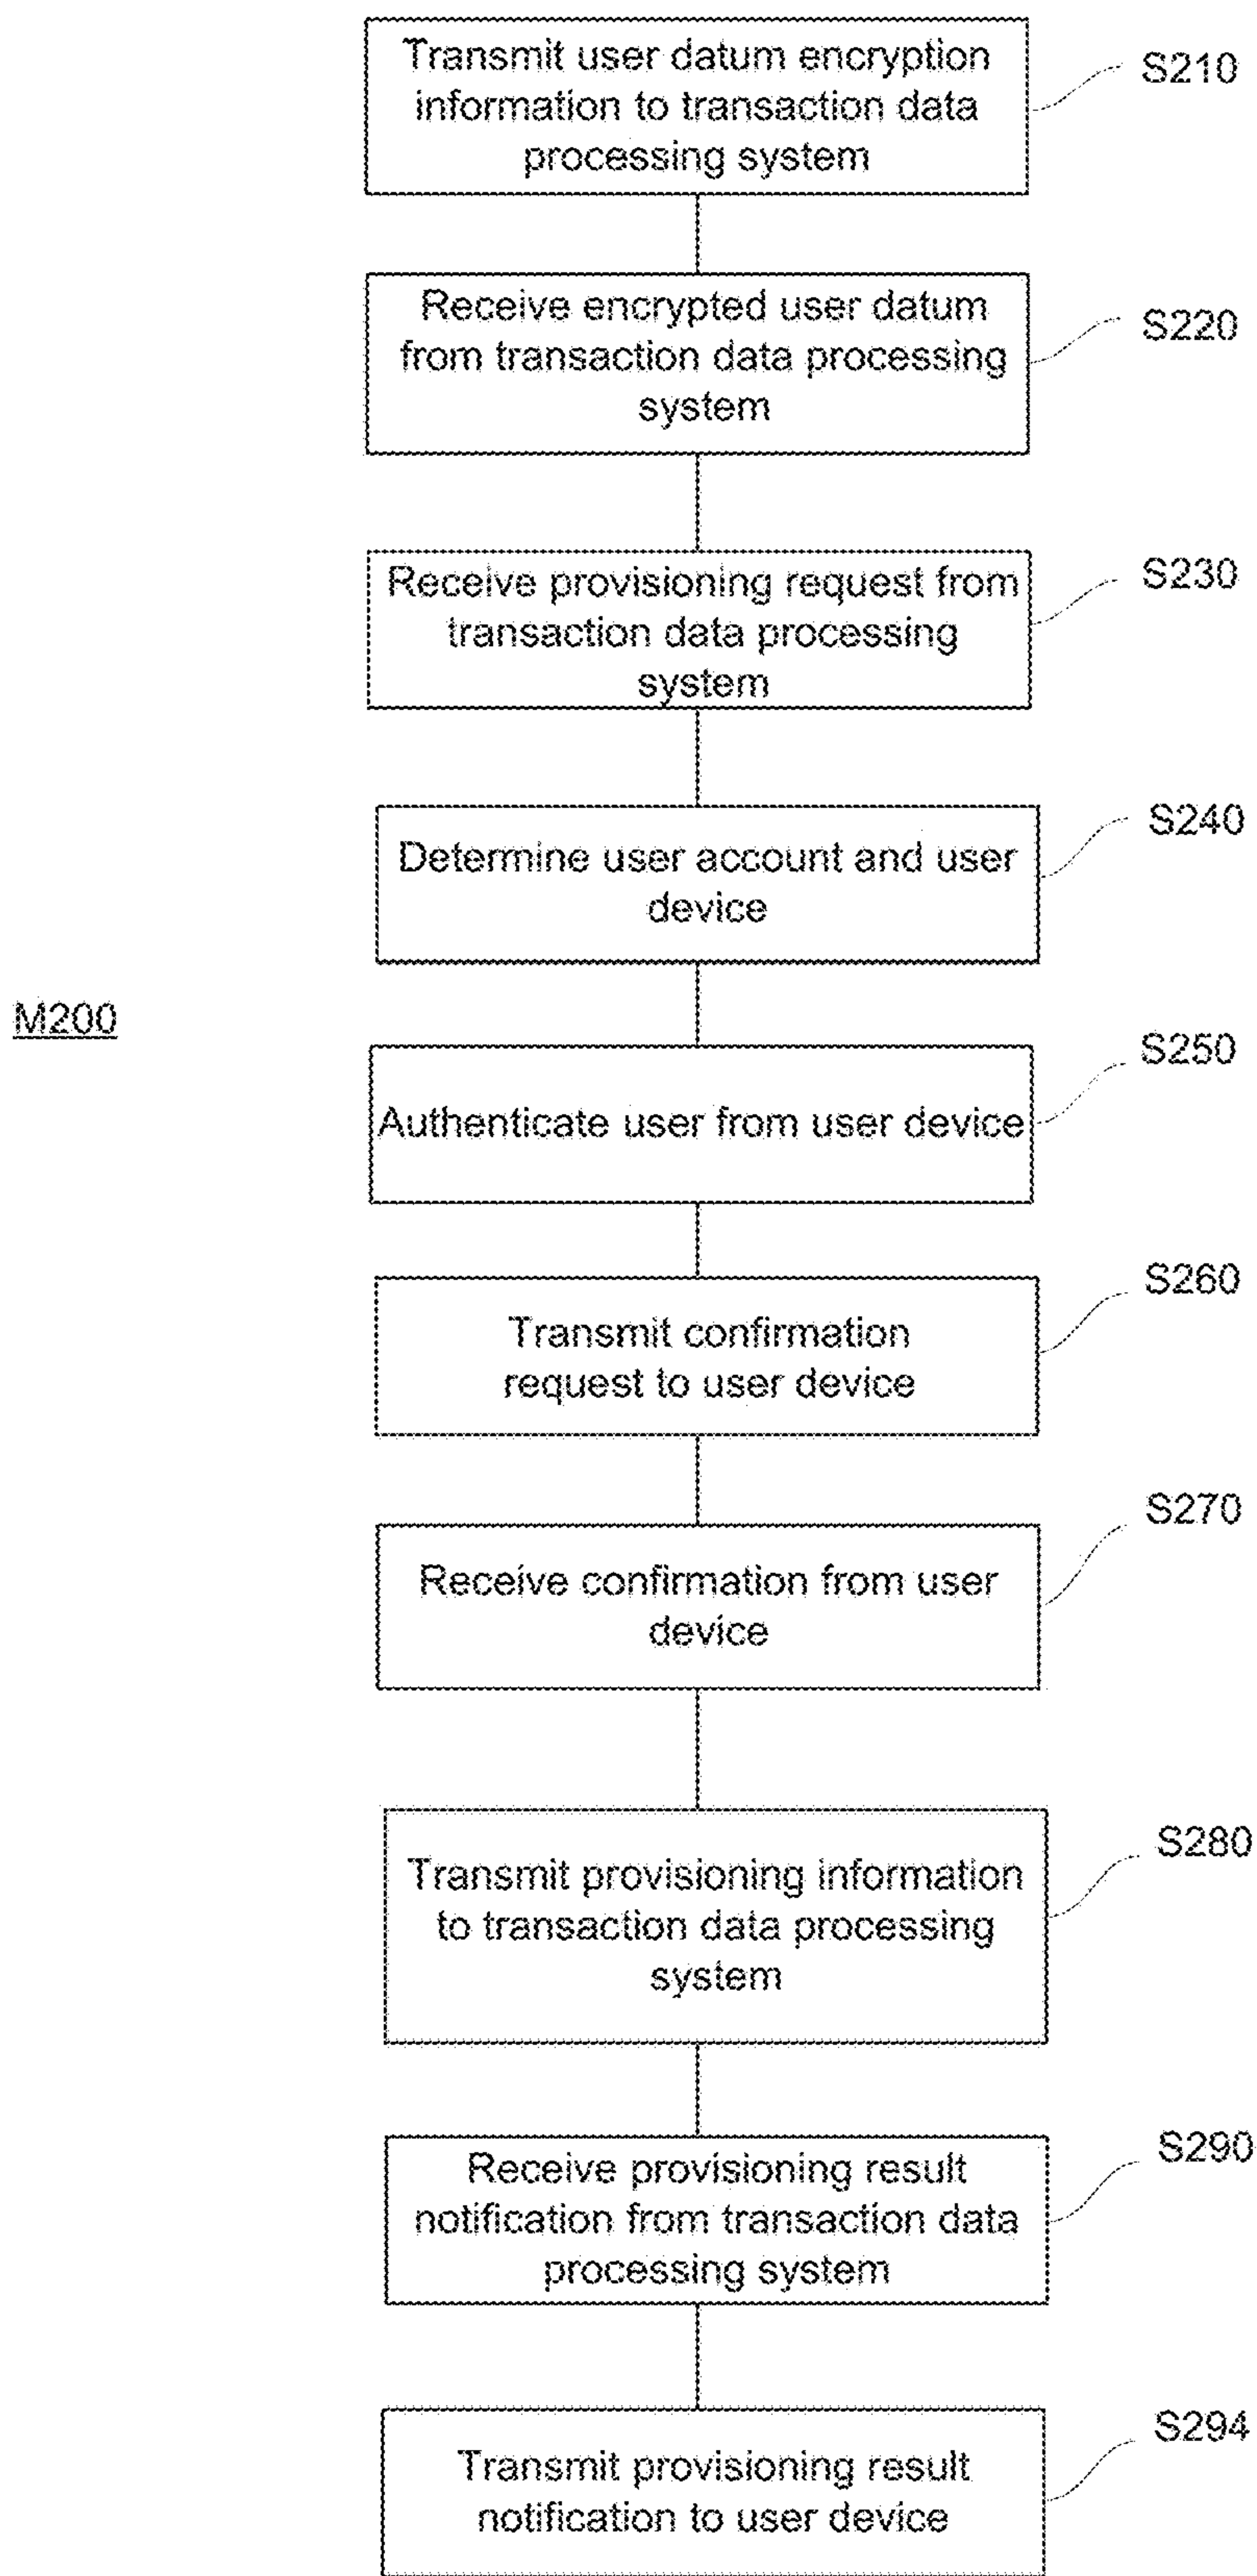 Transmit user datum encryption
information to transaction data
processing system
S210
Receive encrypted user datum
from transaction data processing
system
S220
Receive provisioning request from
transaction data processing
system
S230
Determine user account and user
device
S240
M200
Authenticate user from user device
S250
Transmit confirmation
request to user device
S260
Receive confirmation from user
device
S270
Transmit provisioning information
to transaction data processing
system
S280
Receive provisioning result
notification from transaction data
processing system
S290
Transmit provisioning result
notification to user device
S294